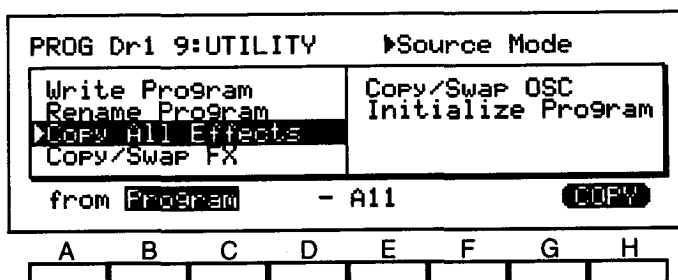 PROG Dr1 9:UTILITY ▶Source Mode
Write Program
Rename Program
Copy All Effects
Copy/Swap FX
Copy/Swap OSC
Initialize Program
from Program - A11 COPY
A B C D E F G H